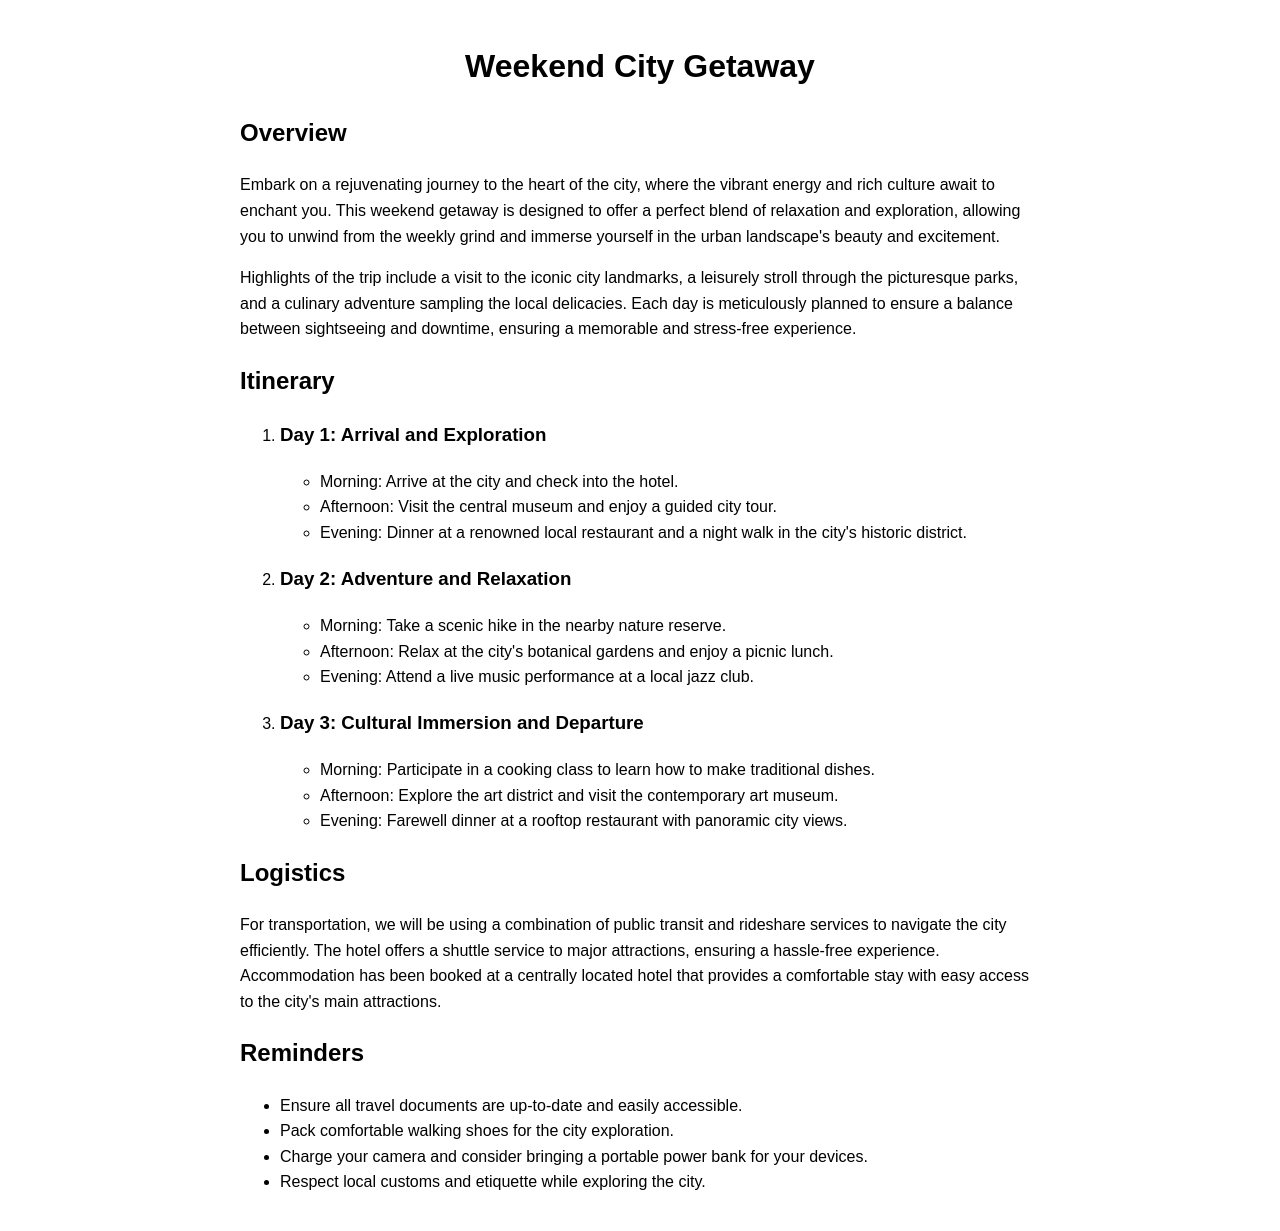 Weekend City Getaway
Overview
Embark on a rejuvenating journey to the heart of the city, where the vibrant energy and rich culture await to
enchant you. This weekend getaway is designed to offer a perfect blend of relaxation and exploration, allowing
you to unwind from the weekly grind and immerse yourself in the urban landscape's beauty and excitement.
Highlights of the trip include a visit to the iconic city landmarks, a leisurely stroll through the picturesque parks,
and a culinary adventure sampling the local delicacies. Each day is meticulously planned to ensure a balance
between sightseeing and downtime, ensuring a memorable and stress-free experience.
Itinerary
1. Day 1: Arrival and Exploration
◦ Morning: Arrive at the city and check into the hotel.
◦ Afternoon: Visit the central museum and enjoy a guided city tour.
◦ Evening: Dinner at a renowned local restaurant and a night walk in the city's historic district.
2. Day 2: Adventure and Relaxation
◦ Morning: Take a scenic hike in the nearby nature reserve.
◦ Afternoon: Relax at the city's botanical gardens and enjoy a picnic lunch.
◦ Evening: Attend a live music performance at a local jazz club.
3. Day 3: Cultural Immersion and Departure
◦ Morning: Participate in a cooking class to learn how to make traditional dishes.
◦ Afternoon: Explore the art district and visit the contemporary art museum.
◦ Evening: Farewell dinner at a rooftop restaurant with panoramic city views.
Logistics
For transportation, we will be using a combination of public transit and rideshare services to navigate the city
efficiently. The hotel offers a shuttle service to major attractions, ensuring a hassle-free experience.
Accommodation has been booked at a centrally located hotel that provides a comfortable stay with easy access
to the city's main attractions.
Reminders
• Ensure all travel documents are up-to-date and easily accessible.
• Pack comfortable walking shoes for the city exploration.
• Charge your camera and consider bringing a portable power bank for your devices.
• Respect local customs and etiquette while exploring the city.